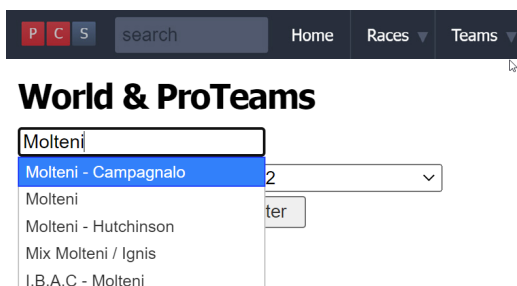 P C S search Home Races ▼ Teams ▼
World & ProTeams
Molteni
Molteni - Campagnalo
2
Molteni
ter
Molteni - Hutchinson
Mix Molteni / Ignis
I.B.A.C - Molteni